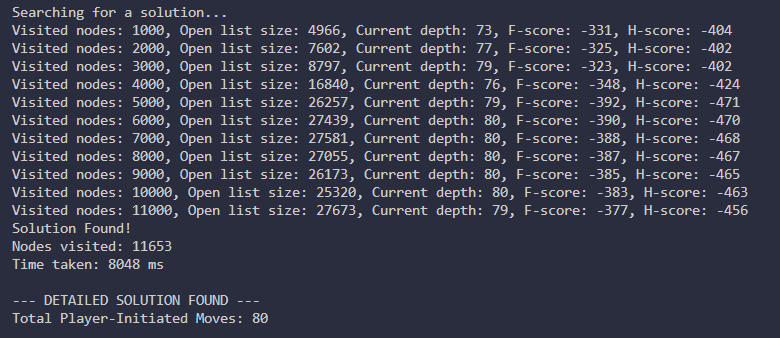 Searching for a solution...
Visited nodes: 1000, Open list size: 4966, Current depth: 73, F-score: -331, H-score: -404
Visited nodes: 2000, Open list size: 7602, Current depth: 77, F-score: -325, H-score: -402
Visited nodes: 3000, Open list size: 8797, Current depth: 79, F-score: -323, H-score: -402
Visited nodes: 4000, Open list size: 16840, Current depth: 76, F-score: -348, H-score: -424
Visited nodes: 5000, Open list size: 26257, Current depth: 79, F-score: -392, H-score: -471
Visited nodes: 6000, Open list size: 27439, Current depth: 80, F-score: -390, H-score: -470
Visited nodes: 7000, Open list size: 27581, Current depth: 80, F-score: -388, H-score: -468
Visited nodes: 8000, Open list size: 27055, Current depth: 80, F-score: -387, H-score: -467
Visited nodes: 9000, Open list size: 26173, Current depth: 80, F-score: -385, H-score: -465
Visited nodes: 10000, Open list size: 25320, Current depth: 80, F-score: -383, H-score: -463
Visited nodes: 11000, Open list size: 27673, Current depth: 79, F-score: -377, H-score: -456
Solution Found!
Nodes visited: 11653
Time taken: 8048 ms

--- DETAILED SOLUTION FOUND ---
Total Player-Initiated Moves: 80